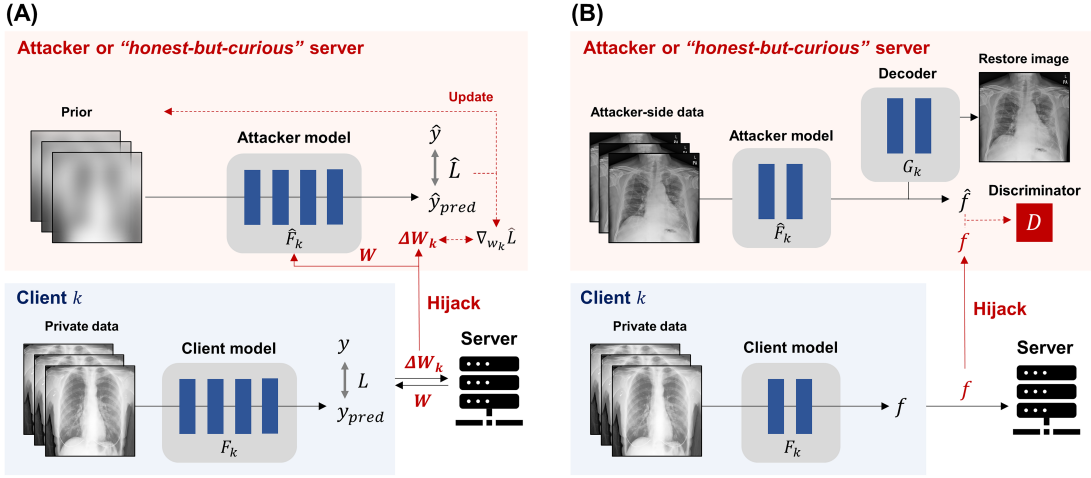 (A)
Attacker or "honest-but-curious" server
Prior
Update
Attacker model
F̂ₖ
ŷ
L̂
ŷ_pred
ΔWₖ
∇_{wₖ}L̂
W
Hijack
Client k
Private data
Client model
Fₖ
y
L
y_pred
ΔWₖ
W
Server
(B)
Attacker or "honest-but-curious" server
Decoder
Restore image
Attacker-side data
Attacker model
F̂ₖ
Gₖ
f̂
f
Discriminator
D
Hijack
Client k
Private data
Client model
Fₖ
f
f
Server